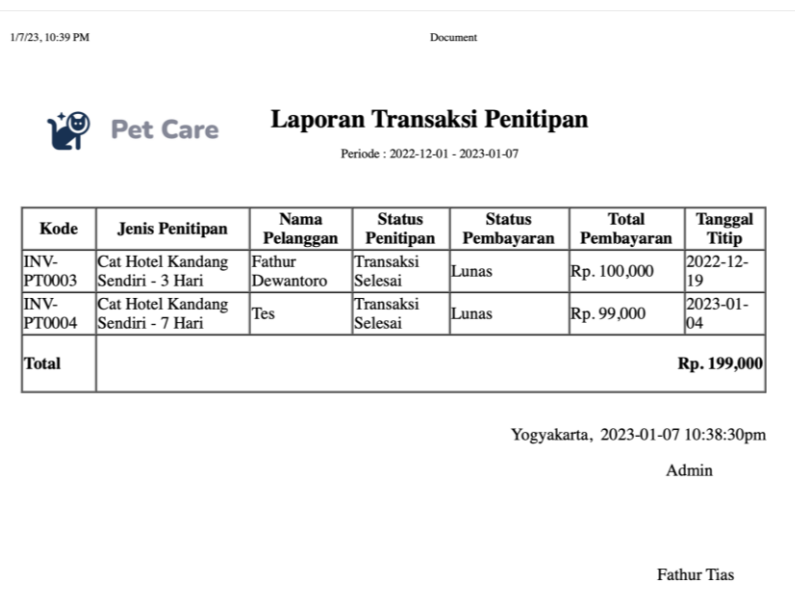 1/7/23, 10:39 PM Document
Pet Care
Laporan Transaksi Penitipan
Periode : 2022-12-01 - 2023-01-07
Kode Jenis Penitipan Nama Pelanggan Status Penitipan Status Pembayaran Total Pembayaran Tanggal Titip
INV-PT0003 Cat Hotel Kandang Sendiri - 3 Hari Fathur Dewantoro Transaksi Selesai Lunas Rp. 100,000 2022-12-19
INV-PT0004 Cat Hotel Kandang Sendiri - 7 Hari Tes Transaksi Selesai Lunas Rp. 99,000 2023-01-04
Total Rp. 199,000
Yogyakarta, 2023-01-07 10:38:30pm
Admin
Fathur Tias